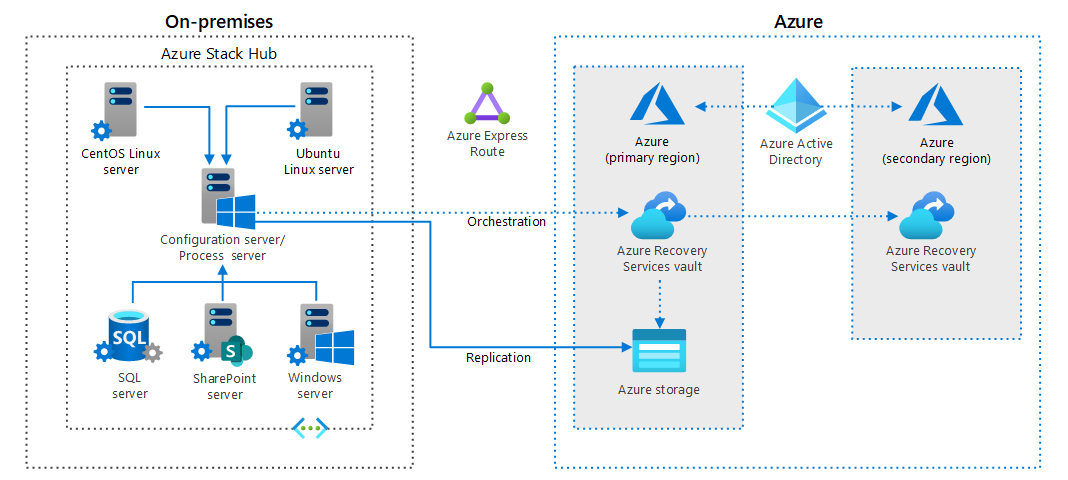 On-premises
Azure
Azure Stack Hub
CentOS Linux
server
Ubuntu
Linux server
Configuration server/
Process server
SQL
SQL
server
S
SharePoint
server
Windows
server
Azure Express
Route
Orchestration
Replication
Azure
(primary region)
Azure Active
Directory
Azure
(secondary region)
Azure Recovery
Services vault
Azure Recovery
Services vault
Azure storage